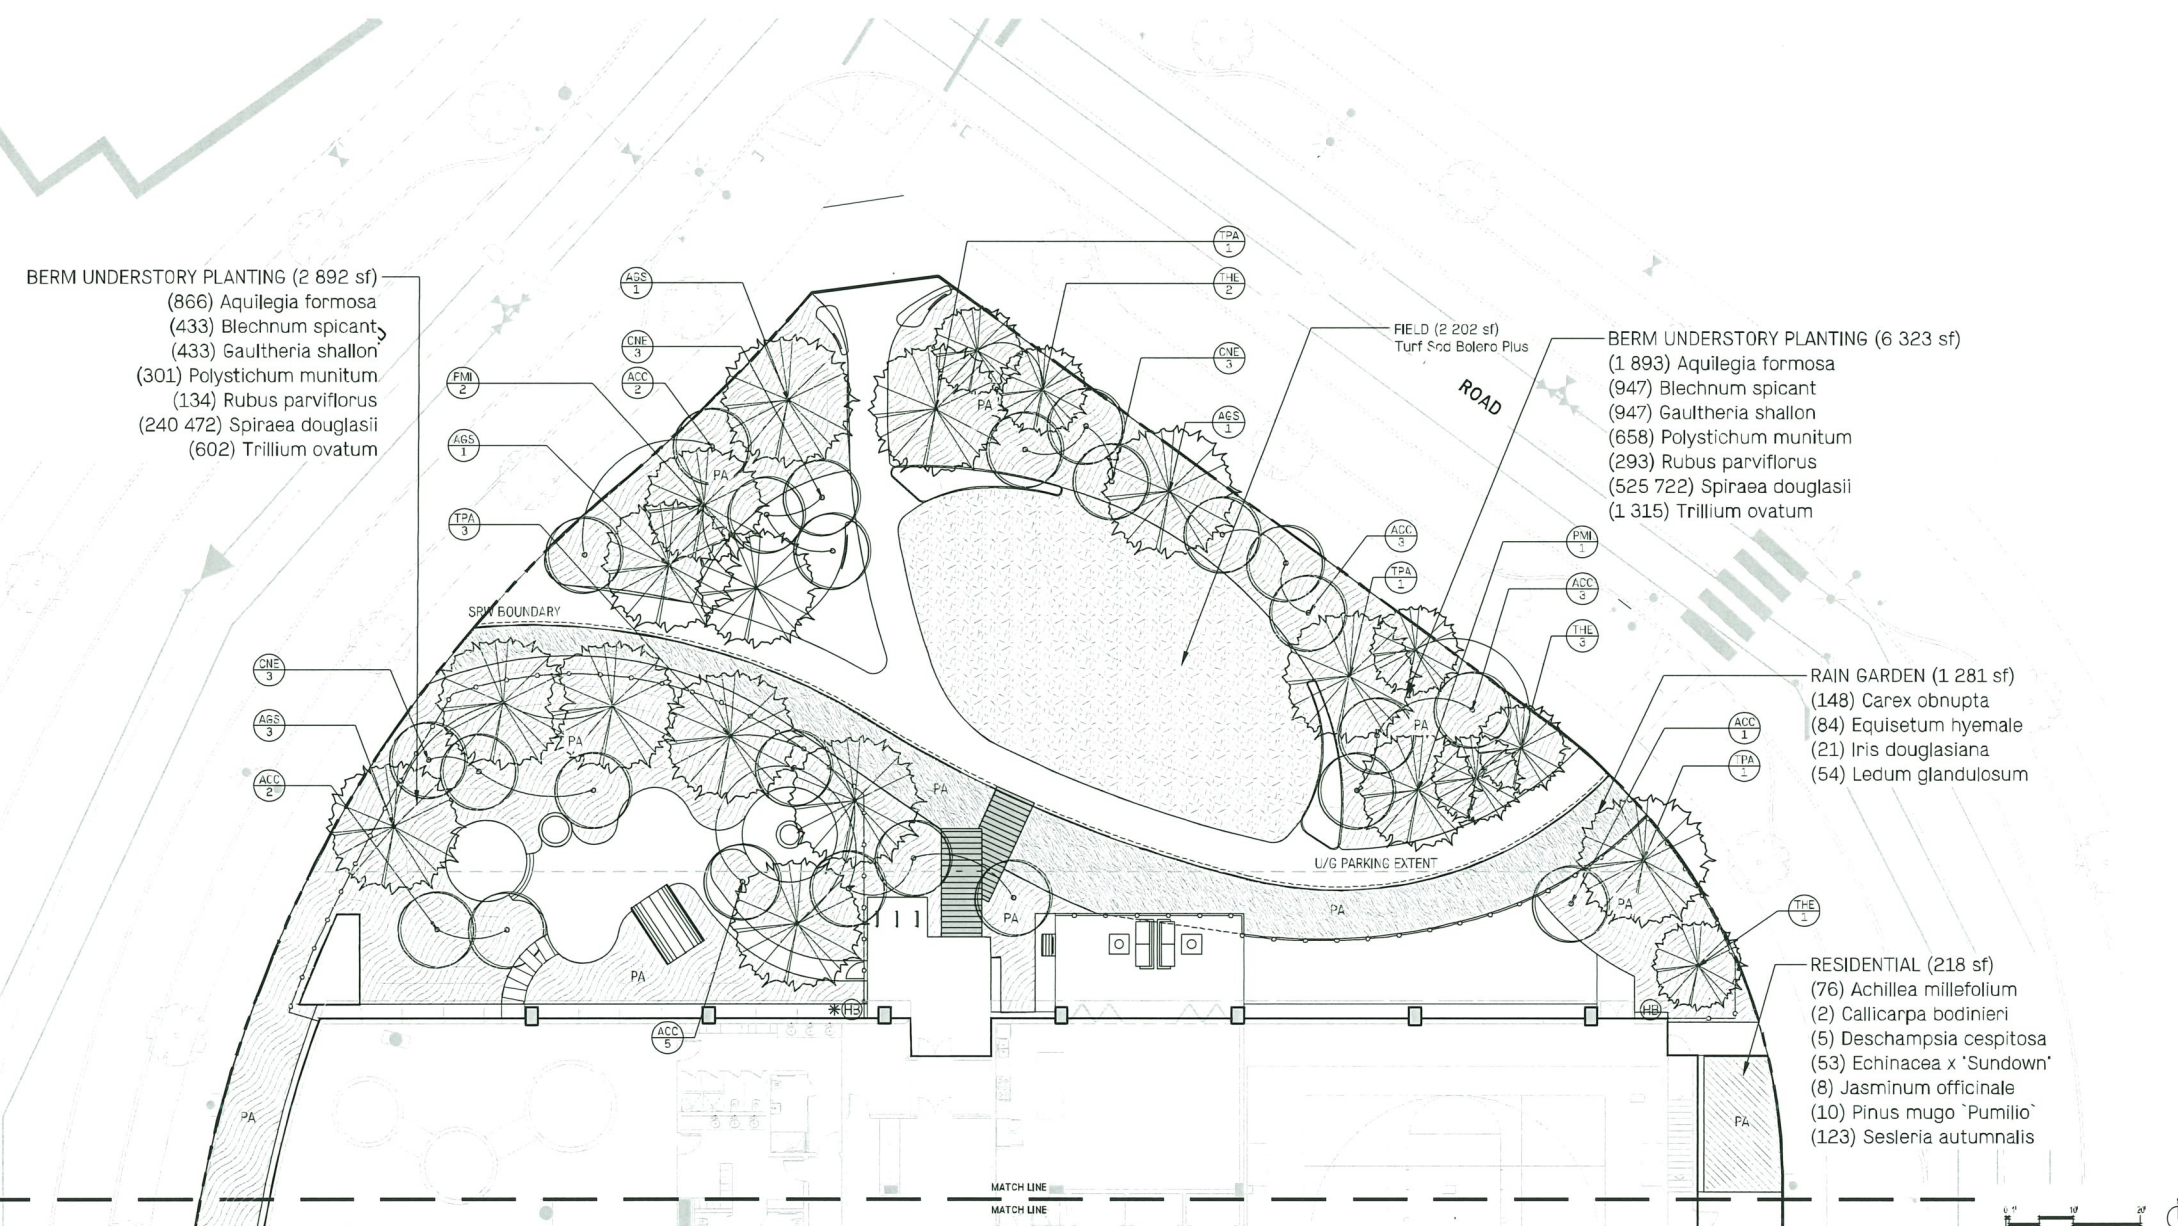 BERM UNDERSTORY PLANTING (2 892 sf)
(866) Aquilegia formosa
(433) Blechnum spicant
(433) Gaultheria shallon
(301) Polystichum munitum
(134) Rubus parviflorus
(240 472) Spiraea douglasii
(602) Trillium ovatum
TPA
1
AGS
1
THE
2
CNE
3
CNE
3
PMI
2
ACC
2
AGS
1
AGS
1
TPA
3
FIELD (2 202 sf)
Turf Sod Bolero Plus
ROAD
BERM UNDERSTORY PLANTING (6 323 sf)
(1 893) Aquilegia formosa
(947) Blechnum spicant
(947) Gaultheria shallon
(658) Polystichum munitum
(293) Rubus parviflorus
(525 722) Spiraea douglasii
(1 315) Trillium ovatum
PA
PA
ACC
3
TPA
1
PMI
1
ACC
3
THE
3
SRW BOUNDARY
CNE
3
AGS
3
ACC
2
PA
PA
PA
RAIN GARDEN (1 281 sf)
(148) Carex obnupta
(84) Equisetum hyemale
(21) Iris douglasiana
(54) Ledum glandulosum
ACC
1
TPA
1
U/G PARKING EXTENT
PA
PA
PA
PA
THE
1
RESIDENTIAL (218 sf)
(76) Achillea millefolium
(2) Callicarpa bodinieri
(5) Deschampsia cespitosa
(53) Echinacea x 'Sundown'
(8) Jasminum officinale
(10) Pinus mugo `Pumilio`
(123) Sesleria autumnalis
HB
HB
ACC
5
PA
PA
MATCH LINE
MATCH LINE
0 1'
10'
20'